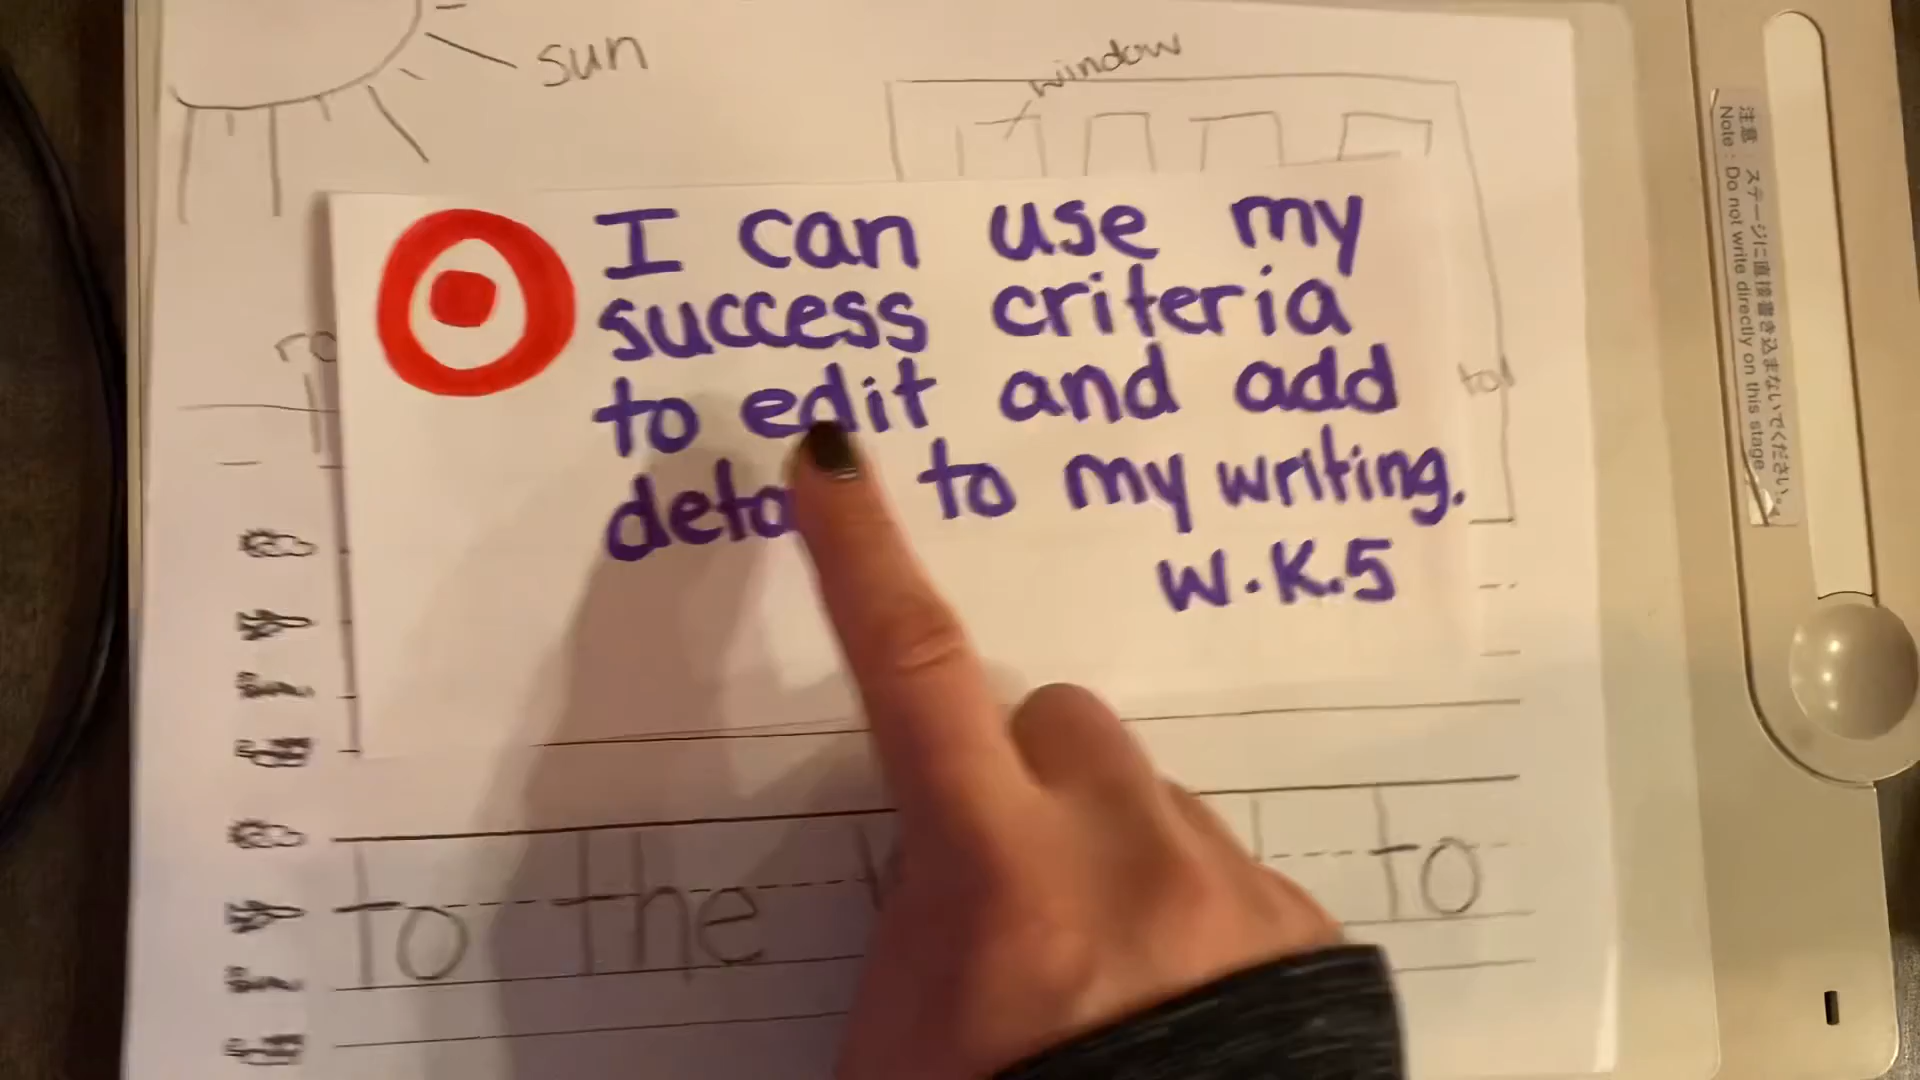 sun
window
I can use my
success criteria
to edit and add
to my writing.
W.K.5
to the to
注意 ステージに直接書き込まないでください。
Note : Do not write directly on this stage